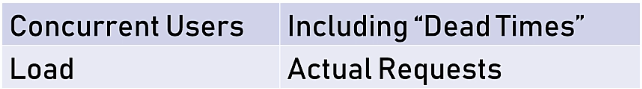 Concurrent Users Including “Dead Times”
Load Actual Requests